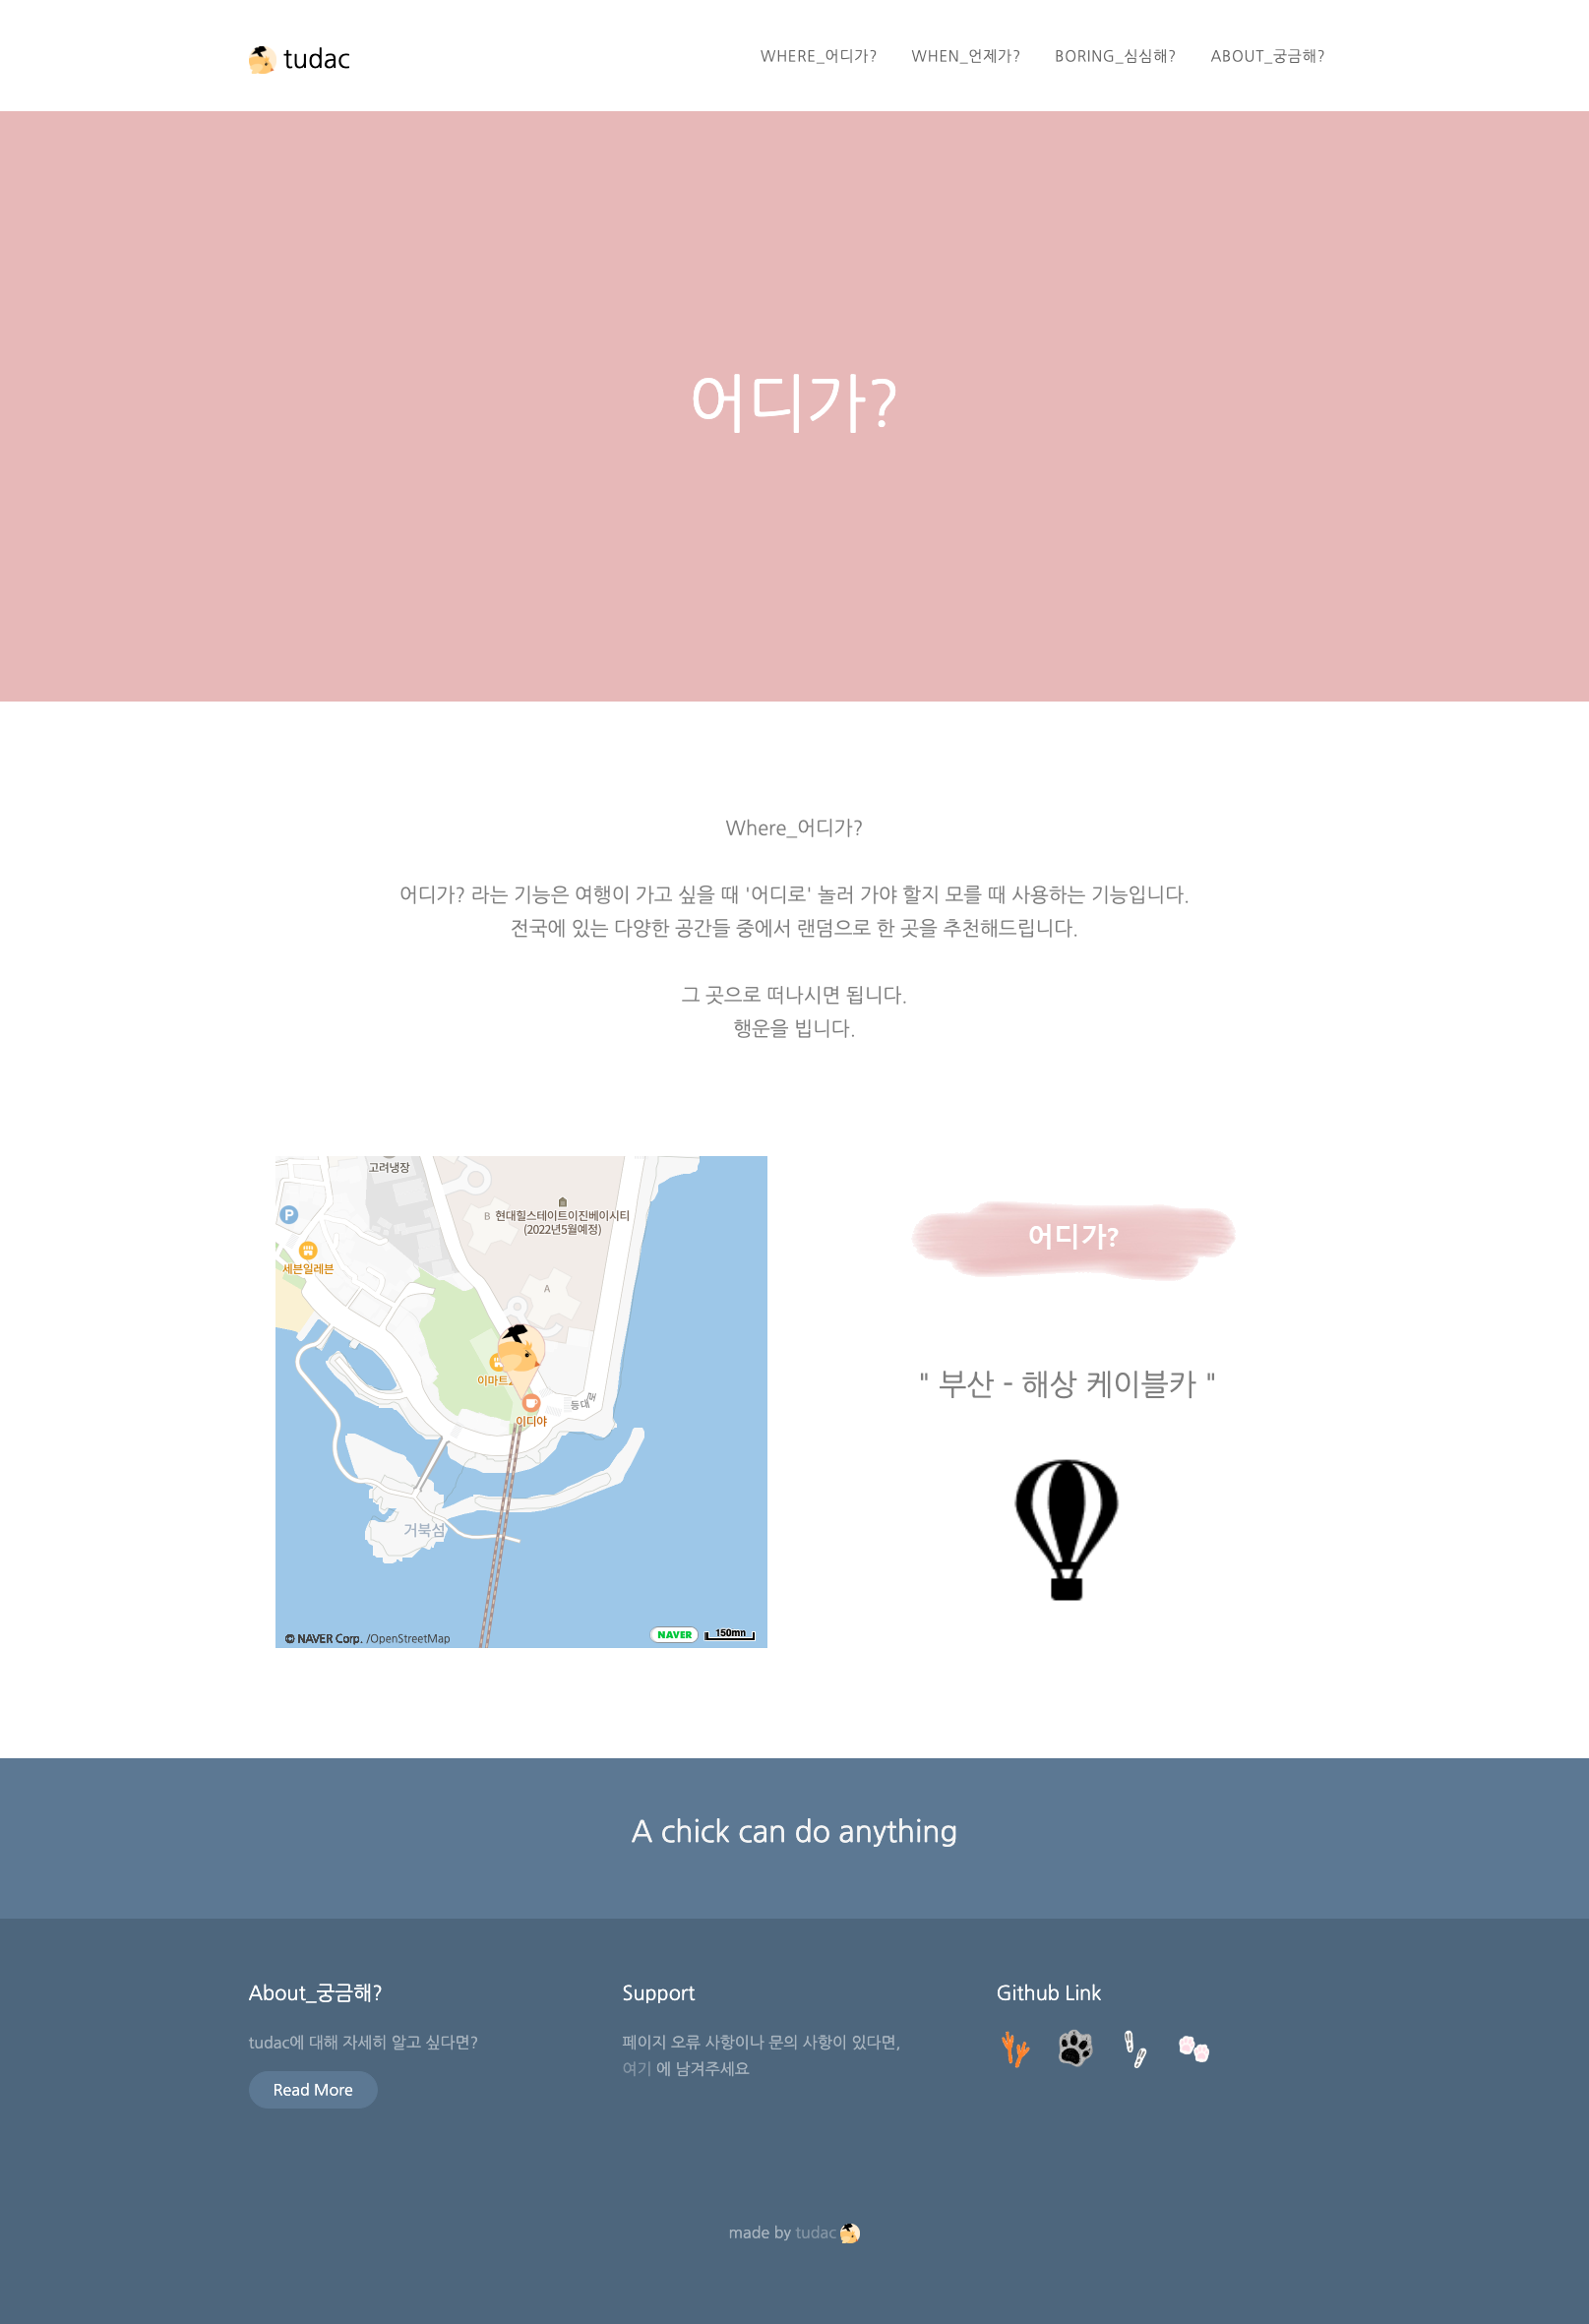 tudac
WHERE_어디가?
WHEN_언제가?
BORING_심심해?
ABOUT_궁금해?
어디가?
Where_어디가?
어디가? 라는 기능은 여행이 가고 싶을 때 '어디로' 놀러 가야 할지 모를 때 사용하는 기능입니다.
전국에 있는 다양한 공간들 중에서 랜덤으로 한 곳을 추천해드립니다.
그 곳으로 떠나시면 됩니다.
행운을 빕니다.
고려냉장
P
B 현대힐스테이트이진베이시티
(2022년5월예정)
세븐일레븐
A
이마트
등대
이디야
거북섬
© NAVER Corp. /OpenStreetMap
NAVER
150m
어디가?
" 부산 - 해상 케이블카 "
A chick can do anything
About_궁금해?
tudac에 대해 자세히 알고 싶다면?
Read More
Support
페이지 오류 사항이나 문의 사항이 있다면,
여기 에 남겨주세요
Github Link
made by tudac